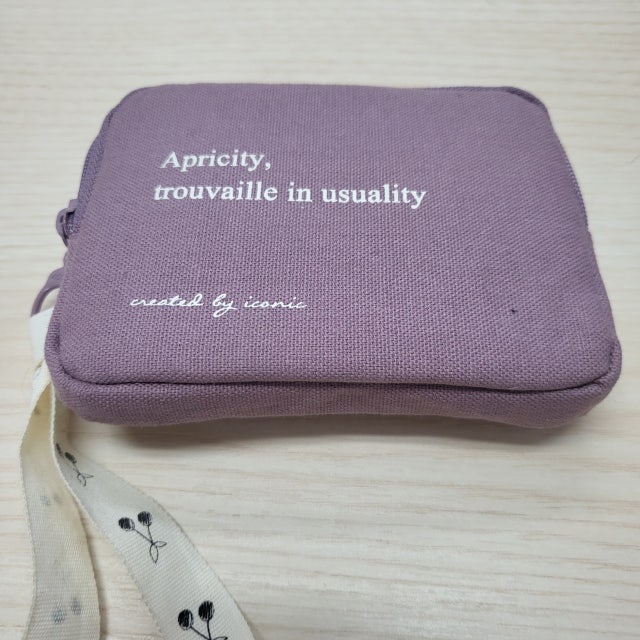 Apricity,
trouvaille in usuality
created by iconic